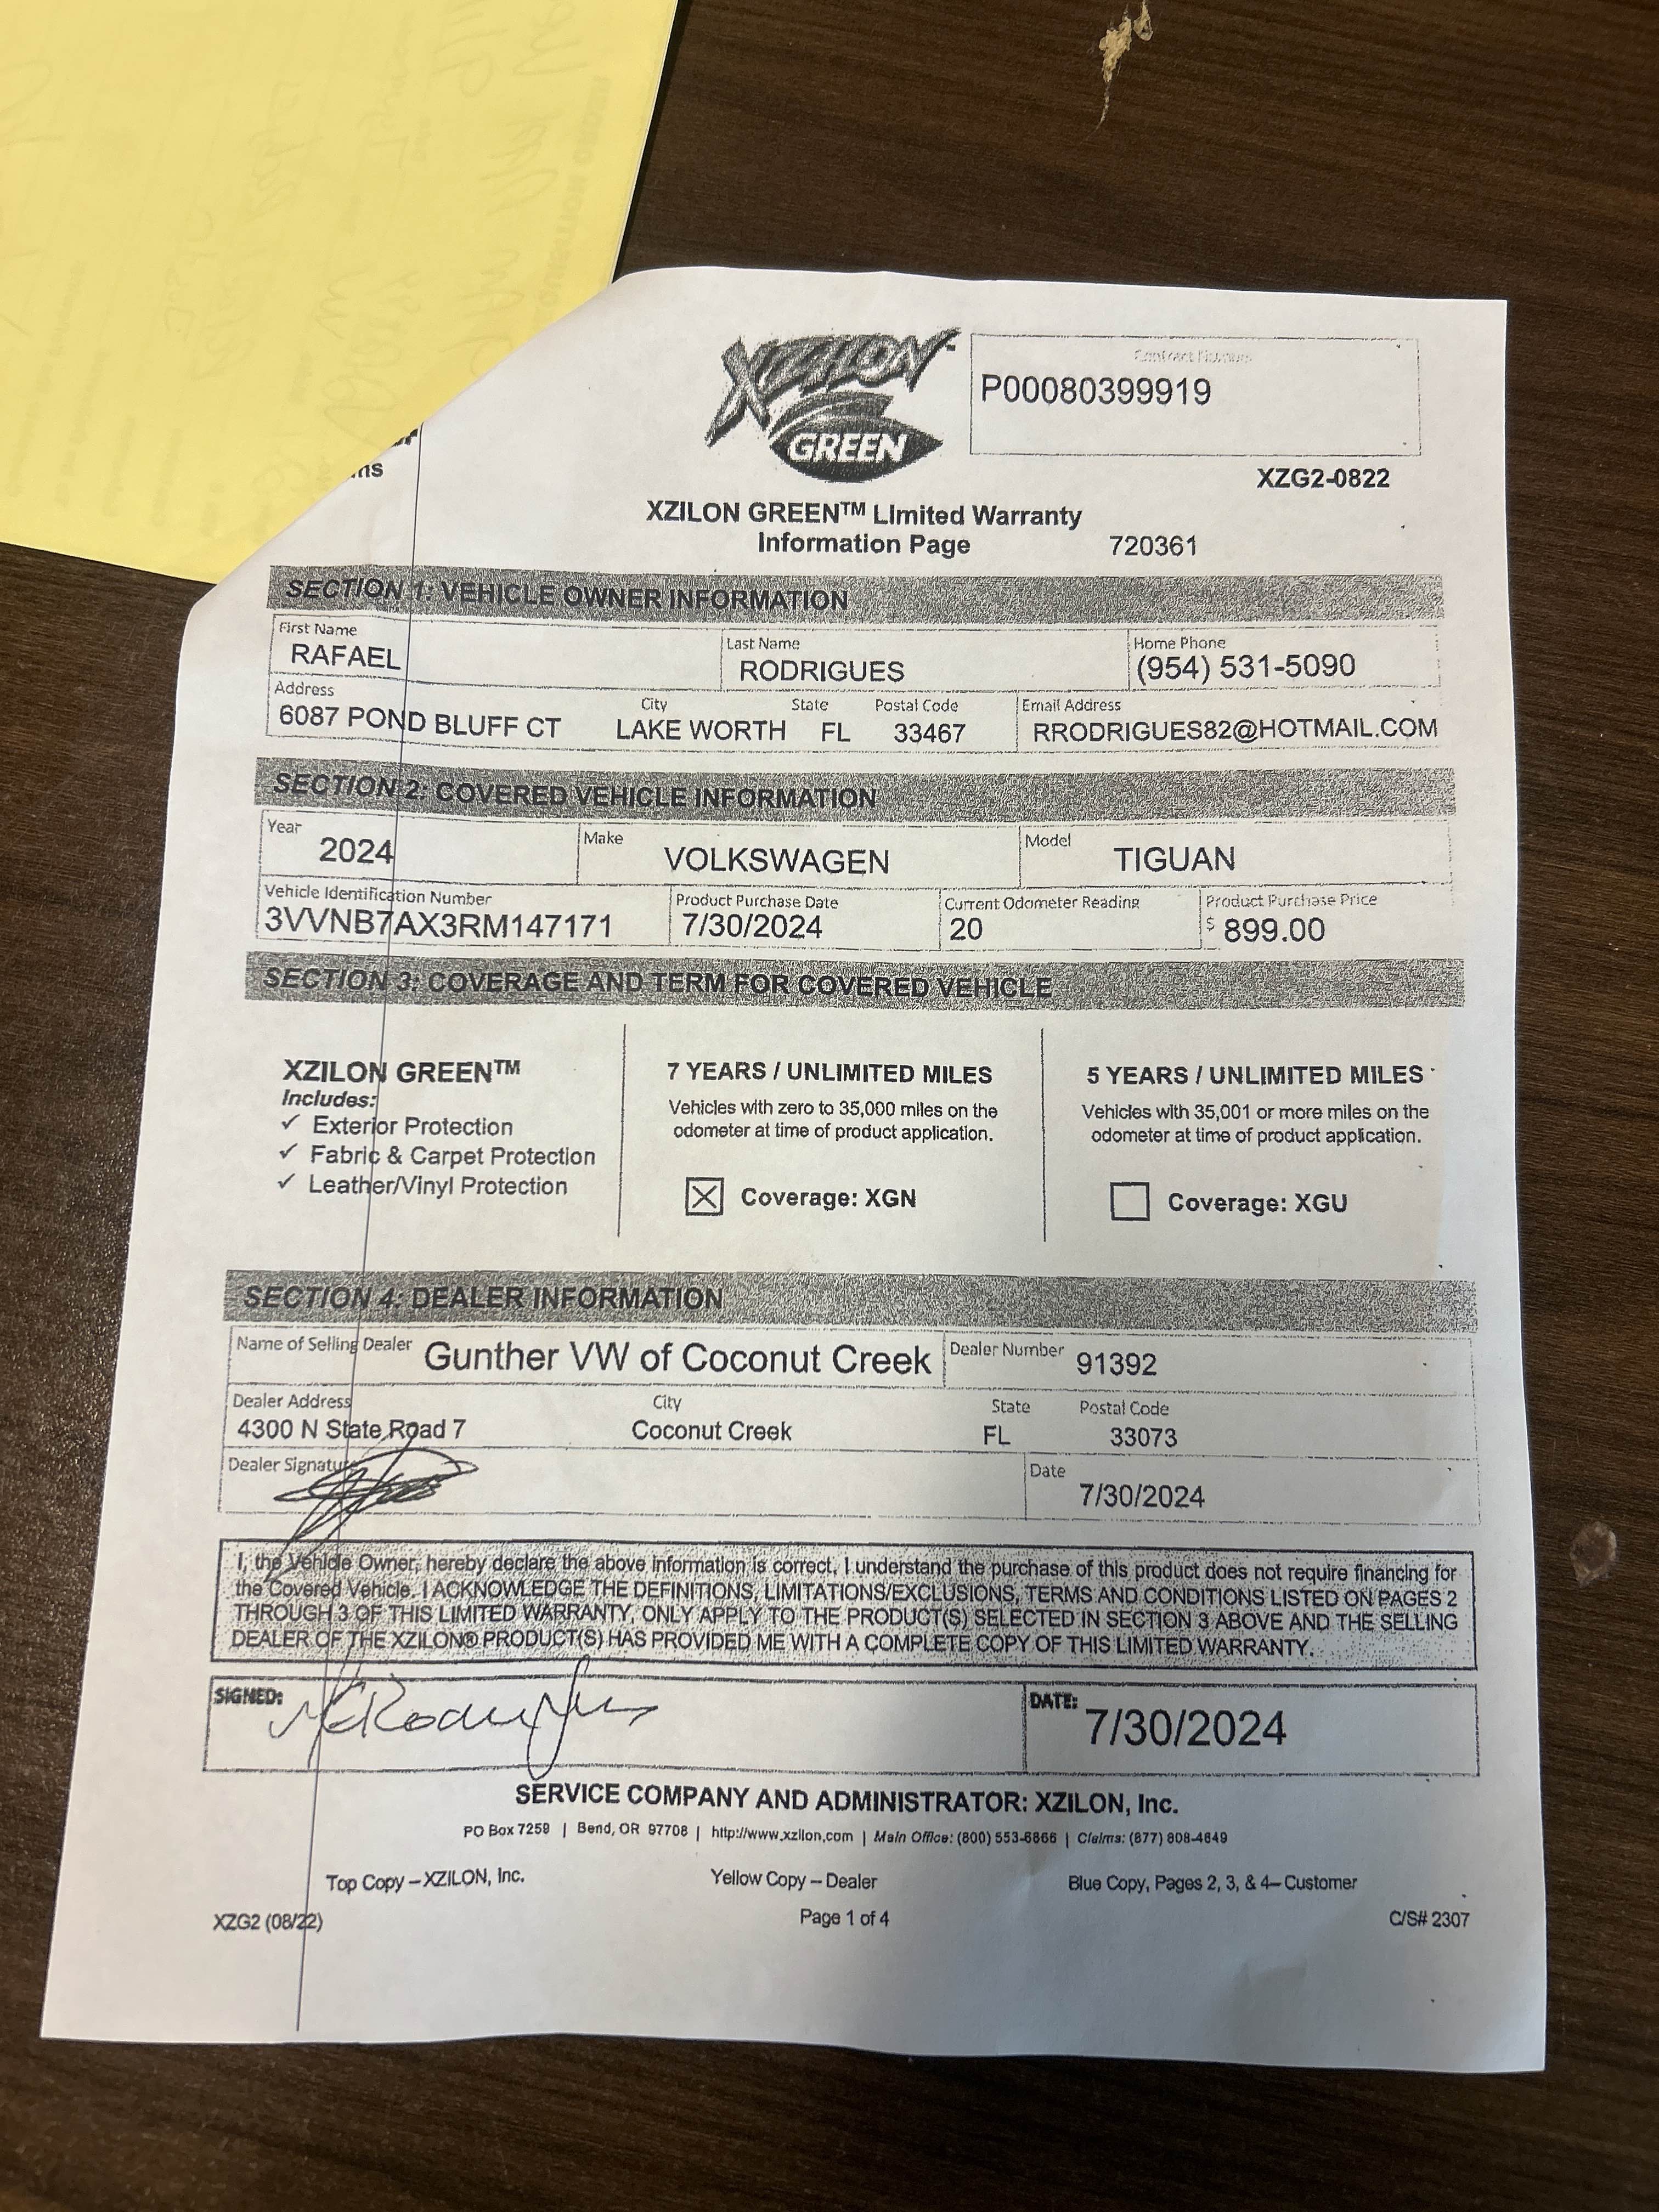 XZILON™
GREEN
Contract Number
P00080399919
ms
XZG2-0822
XZILON GREEN™ Limited Warranty
Information Page 720361
SECTION 1: VEHICLE OWNER INFORMATION
First Name Last Name Home Phone
RAFAEL RODRIGUES (954) 531-5090
Address City State Postal Code Email Address
6087 POND BLUFF CT LAKE WORTH FL 33467 RRODRIGUES82@HOTMAIL.COM
SECTION 2: COVERED VEHICLE INFORMATION
Year Make Model
2024 VOLKSWAGEN TIGUAN
Vehicle Identification Number Product Purchase Date Current Odometer Reading Product Purchase Price
3VVNB7AX3RM147171 7/30/2024 20 $ 899.00
SECTION 3: COVERAGE AND TERM FOR COVERED VEHICLE
XZILON GREEN™
Includes:
✓ Exterior Protection
✓ Fabric & Carpet Protection
✓ Leather/Vinyl Protection
7 YEARS / UNLIMITED MILES
Vehicles with zero to 35,000 miles on the
odometer at time of product application.
☒ Coverage: XGN
5 YEARS / UNLIMITED MILES
Vehicles with 35,001 or more miles on the
odometer at time of product application.
☐ Coverage: XGU
SECTION 4: DEALER INFORMATION
Name of Selling Dealer Gunther VW of Coconut Creek Dealer Number 91392
Dealer Address City State Postal Code
4300 N State Road 7 Coconut Creek FL 33073
Dealer Signature Date
7/30/2024
I, the Vehicle Owner, hereby declare the above information is correct. I understand the purchase of this product does not require financing for
the Covered Vehicle. I ACKNOWLEDGE THE DEFINITIONS, LIMITATIONS/EXCLUSIONS, TERMS AND CONDITIONS LISTED ON PAGES 2
THROUGH 3 OF THIS LIMITED WARRANTY, ONLY APPLY TO THE PRODUCT(S) SELECTED IN SECTION 3 ABOVE AND THE SELLING
DEALER OF THE XZILON® PRODUCT(S) HAS PROVIDED ME WITH A COMPLETE COPY OF THIS LIMITED WARRANTY.
SIGNED: DATE: 7/30/2024
SERVICE COMPANY AND ADMINISTRATOR: XZILON, Inc.
PO Box 7259 | Bend, OR 97708 | http://www.xzilon.com | Main Office: (800) 553-6866 | Claims: (877) 808-4649
Top Copy – XZILON, Inc. Yellow Copy – Dealer Blue Copy, Pages 2, 3, & 4– Customer
XZG2 (08/22) Page 1 of 4 C/S# 2307